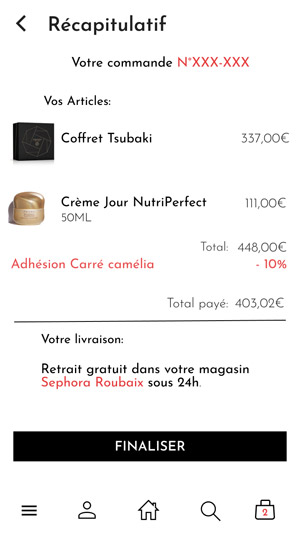 Récapitulatif
Votre commande N°XXX-XXX
Vos Articles:
Coffret Tsubaki 337,00€
Crème Jour NutriPerfect 111,00€
50ML
Total: 448,00€
Adhésion Carré camélia - 10%
Total payé: 403,02€
Votre livraison:
Retrait gratuit dans votre magasin
Sephora Roubaix sous 24h.
FINALISER
2